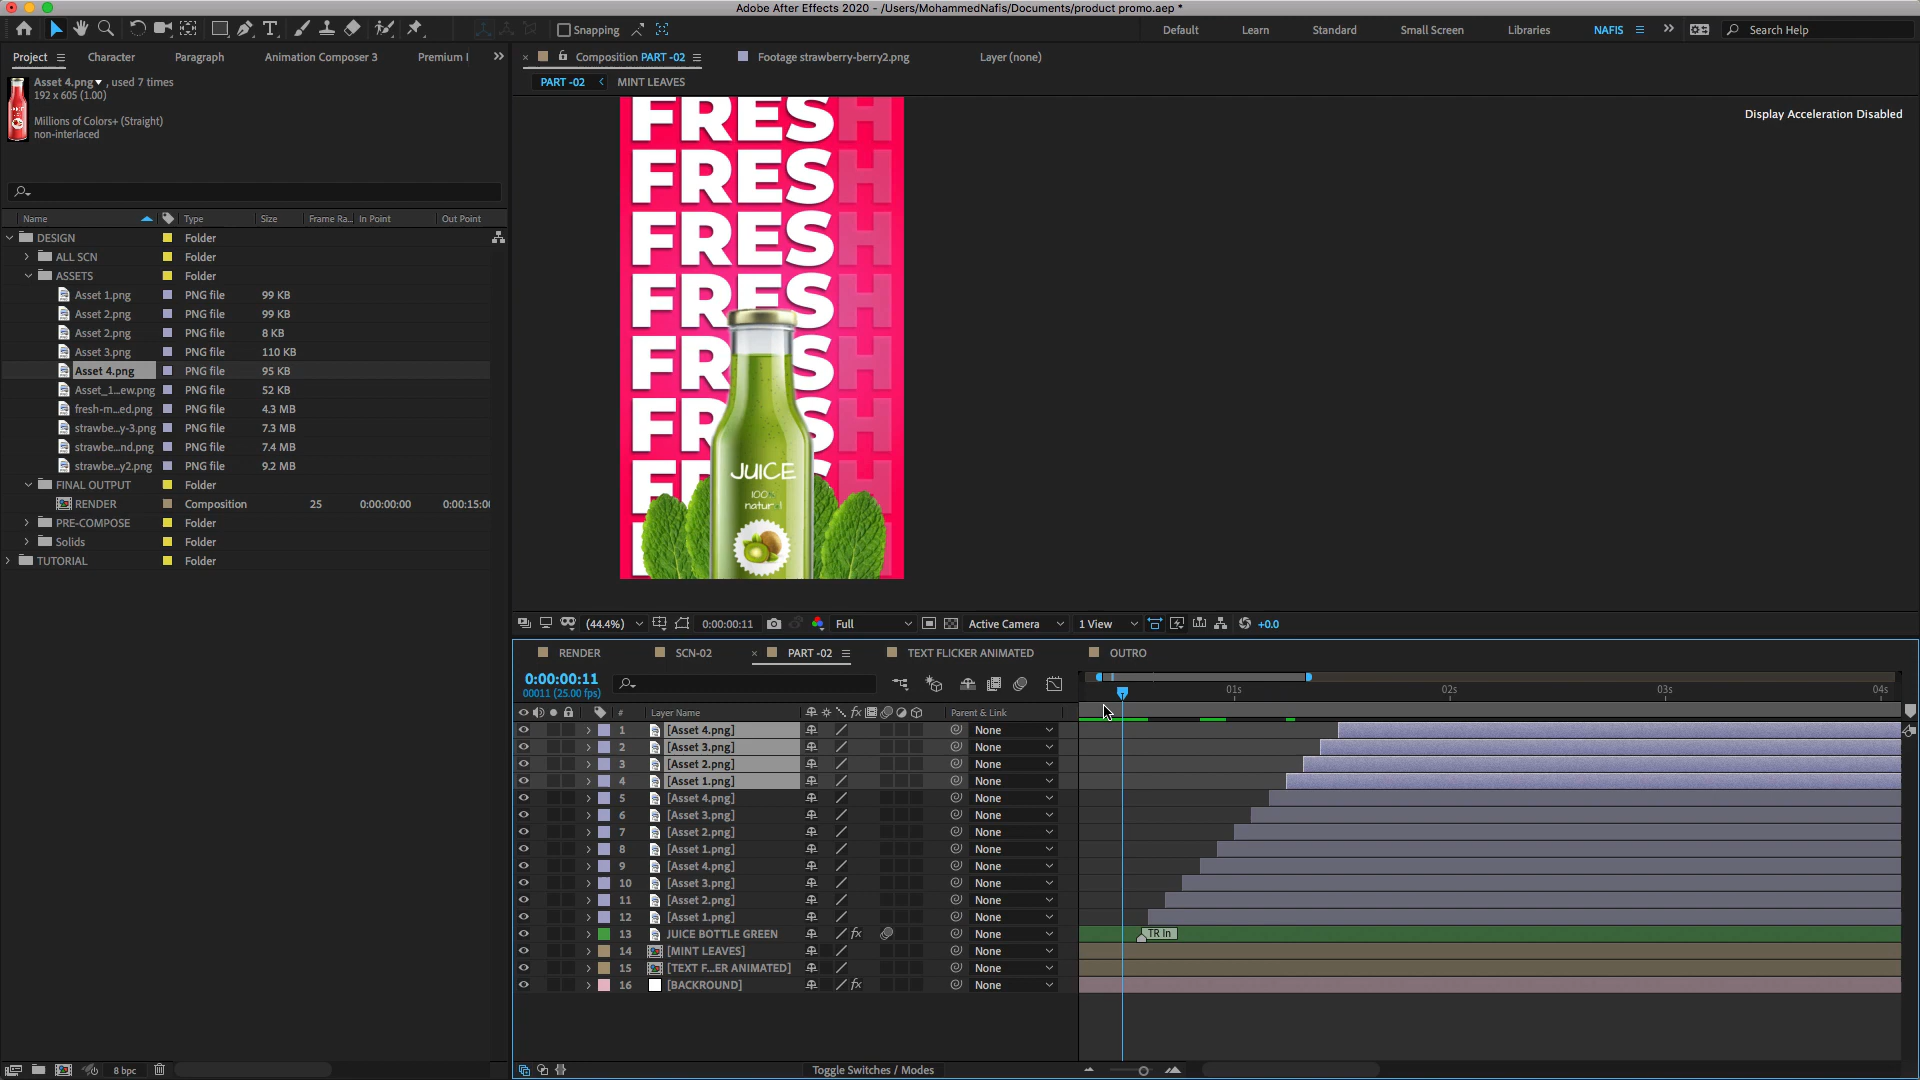 Adobe After Effects 2020 - /Users/MohammedNafis/Documents/product promo.aep *
Snapping
Default
Learn
Standard
Small Screen
Libraries
NAFIS
Search Help
Project
Character
Paragraph
Animation Composer 3
Premium I
Composition PART -02
Footage strawberry-berry2.png
Layer (none)
PART -02
MINT LEAVES
Asset 4.png, used 7 times
192 x 605 (1.00)
Millions of Colors+ (Straight)
non-interlaced
Display Acceleration Disabled
Name Type Size Frame Ra... In Point Out Point
DESIGN Folder
ALL SCN Folder
ASSETS Folder
Asset 1.png PNG file 99 KB
Asset 2.png PNG file 99 KB
Asset 2.png PNG file 8 KB
Asset 3.png PNG file 110 KB
Asset 4.png PNG file 95 KB
Asset_1...ew.png PNG file 52 KB
fresh-m...ed.png PNG file 4.3 MB
strawbe...y-3.png PNG file 7.3 MB
strawbe...nd.png PNG file 7.4 MB
strawbe...y2.png PNG file 9.2 MB
FINAL OUTPUT Folder
RENDER Composition 25 0:00:00:00 0:00:15:0
PRE-COMPOSE Folder
Solids Folder
TUTORIAL Folder
FRESH
FRESH
FRESH
FRESH
FRESH
FRESH
JUICE
100%
natural
(44.4%)
0:00:00:11
Full
Active Camera
1 View
+0.0
RENDER
SCN-02
PART -02
TEXT FLICKER ANIMATED
OUTRO
0:00:00:11
00011 (25.00 fps)
01s
02s
03s
04s
# Layer Name Parent & Link
1 [Asset 4.png] None
2 [Asset 3.png] None
3 [Asset 2.png] None
4 [Asset 1.png] None
5 [Asset 4.png] None
6 [Asset 3.png] None
7 [Asset 2.png] None
8 [Asset 1.png] None
9 [Asset 4.png] None
10 [Asset 3.png] None
11 [Asset 2.png] None
12 [Asset 1.png] None
13 JUICE BOTTLE GREEN fx None TR In
14 [MINT LEAVES] None
15 [TEXT F...ER ANIMATED] None
16 [BACKROUND] fx None
8 bpc
Toggle Switches / Modes